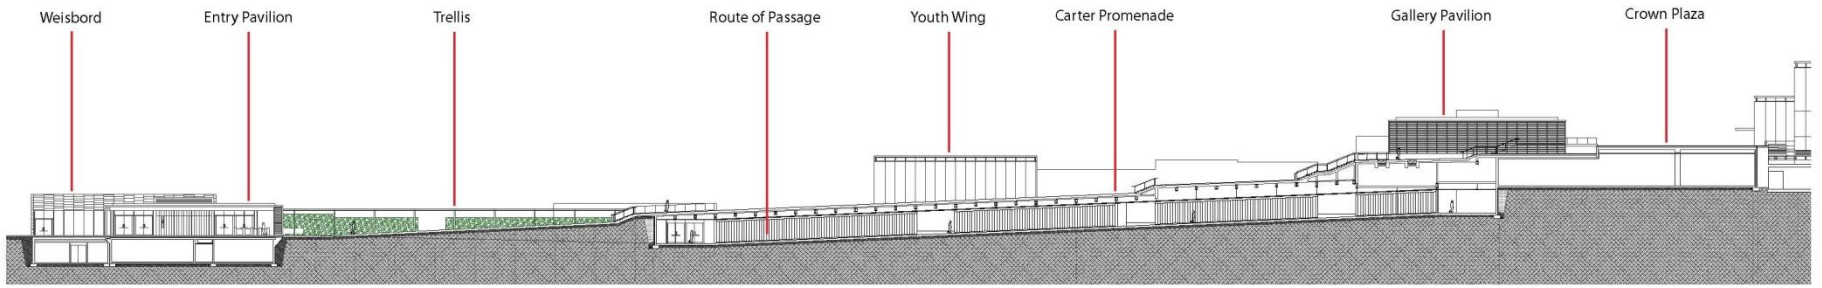 Weisbord
Entry Pavilion
Trellis
Route of Passage
Youth Wing
Carter Promenade
Gallery Pavilion
Crown Plaza